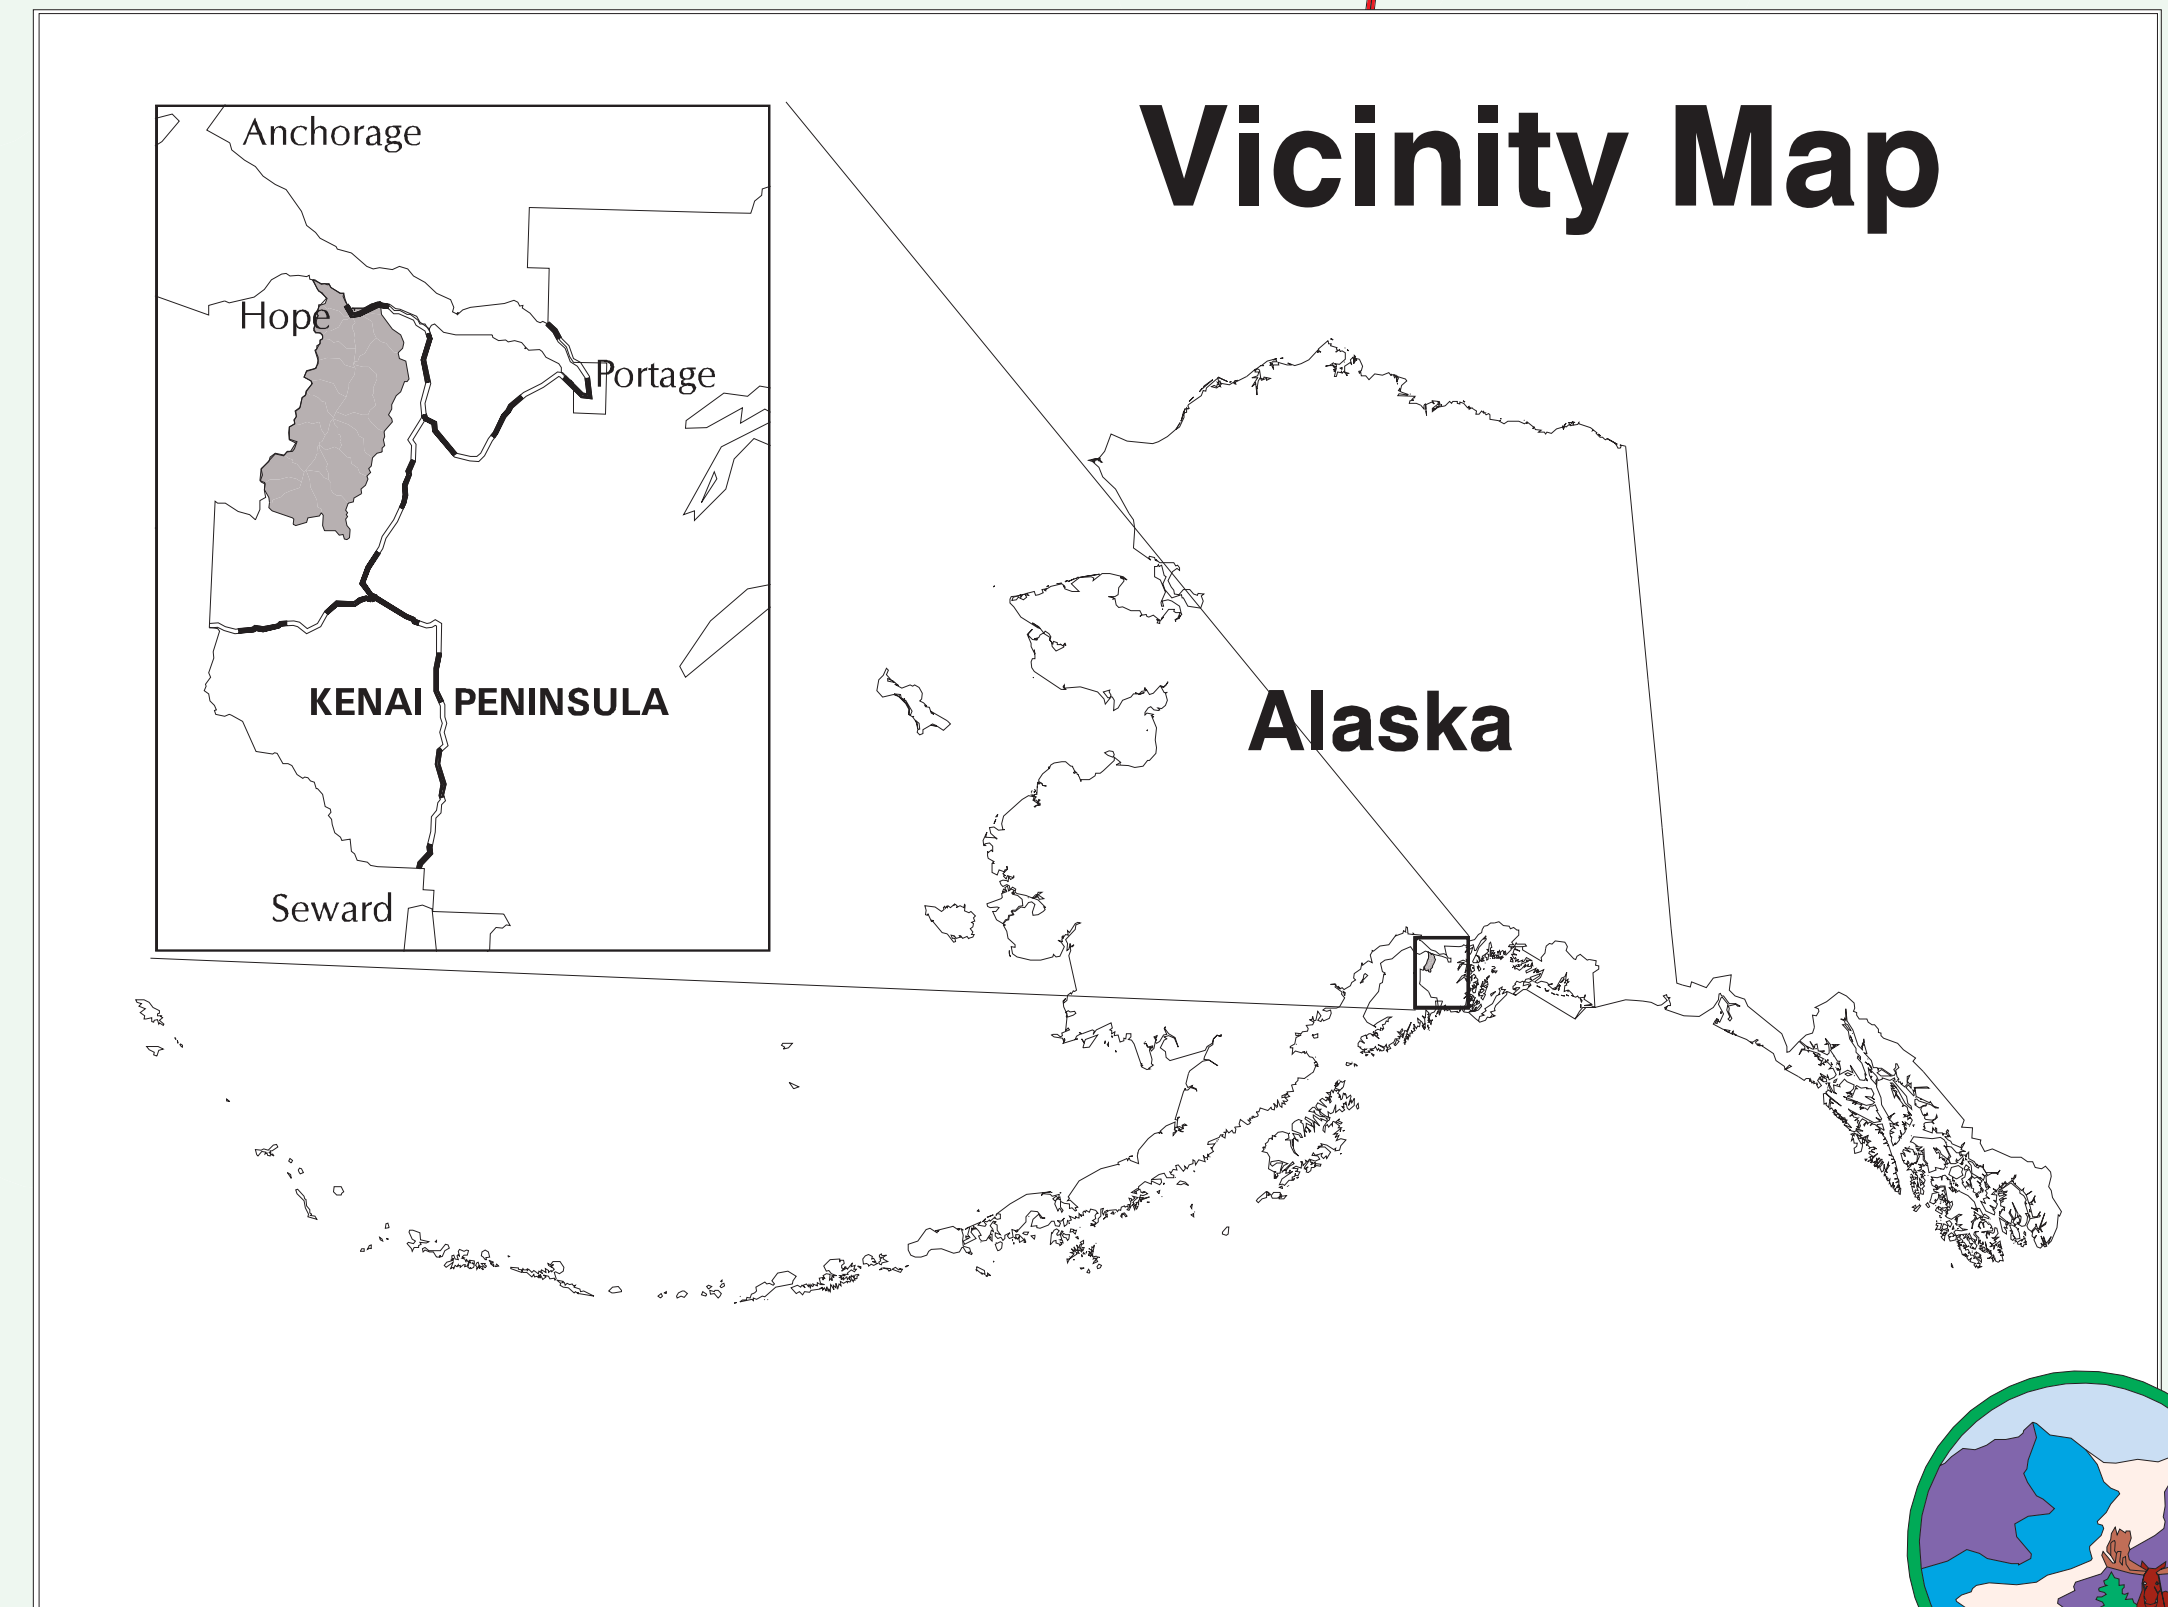 Vicinity Map
Anchorage
Hope
Portage
KENAI PENINSULA
Seward
Alaska